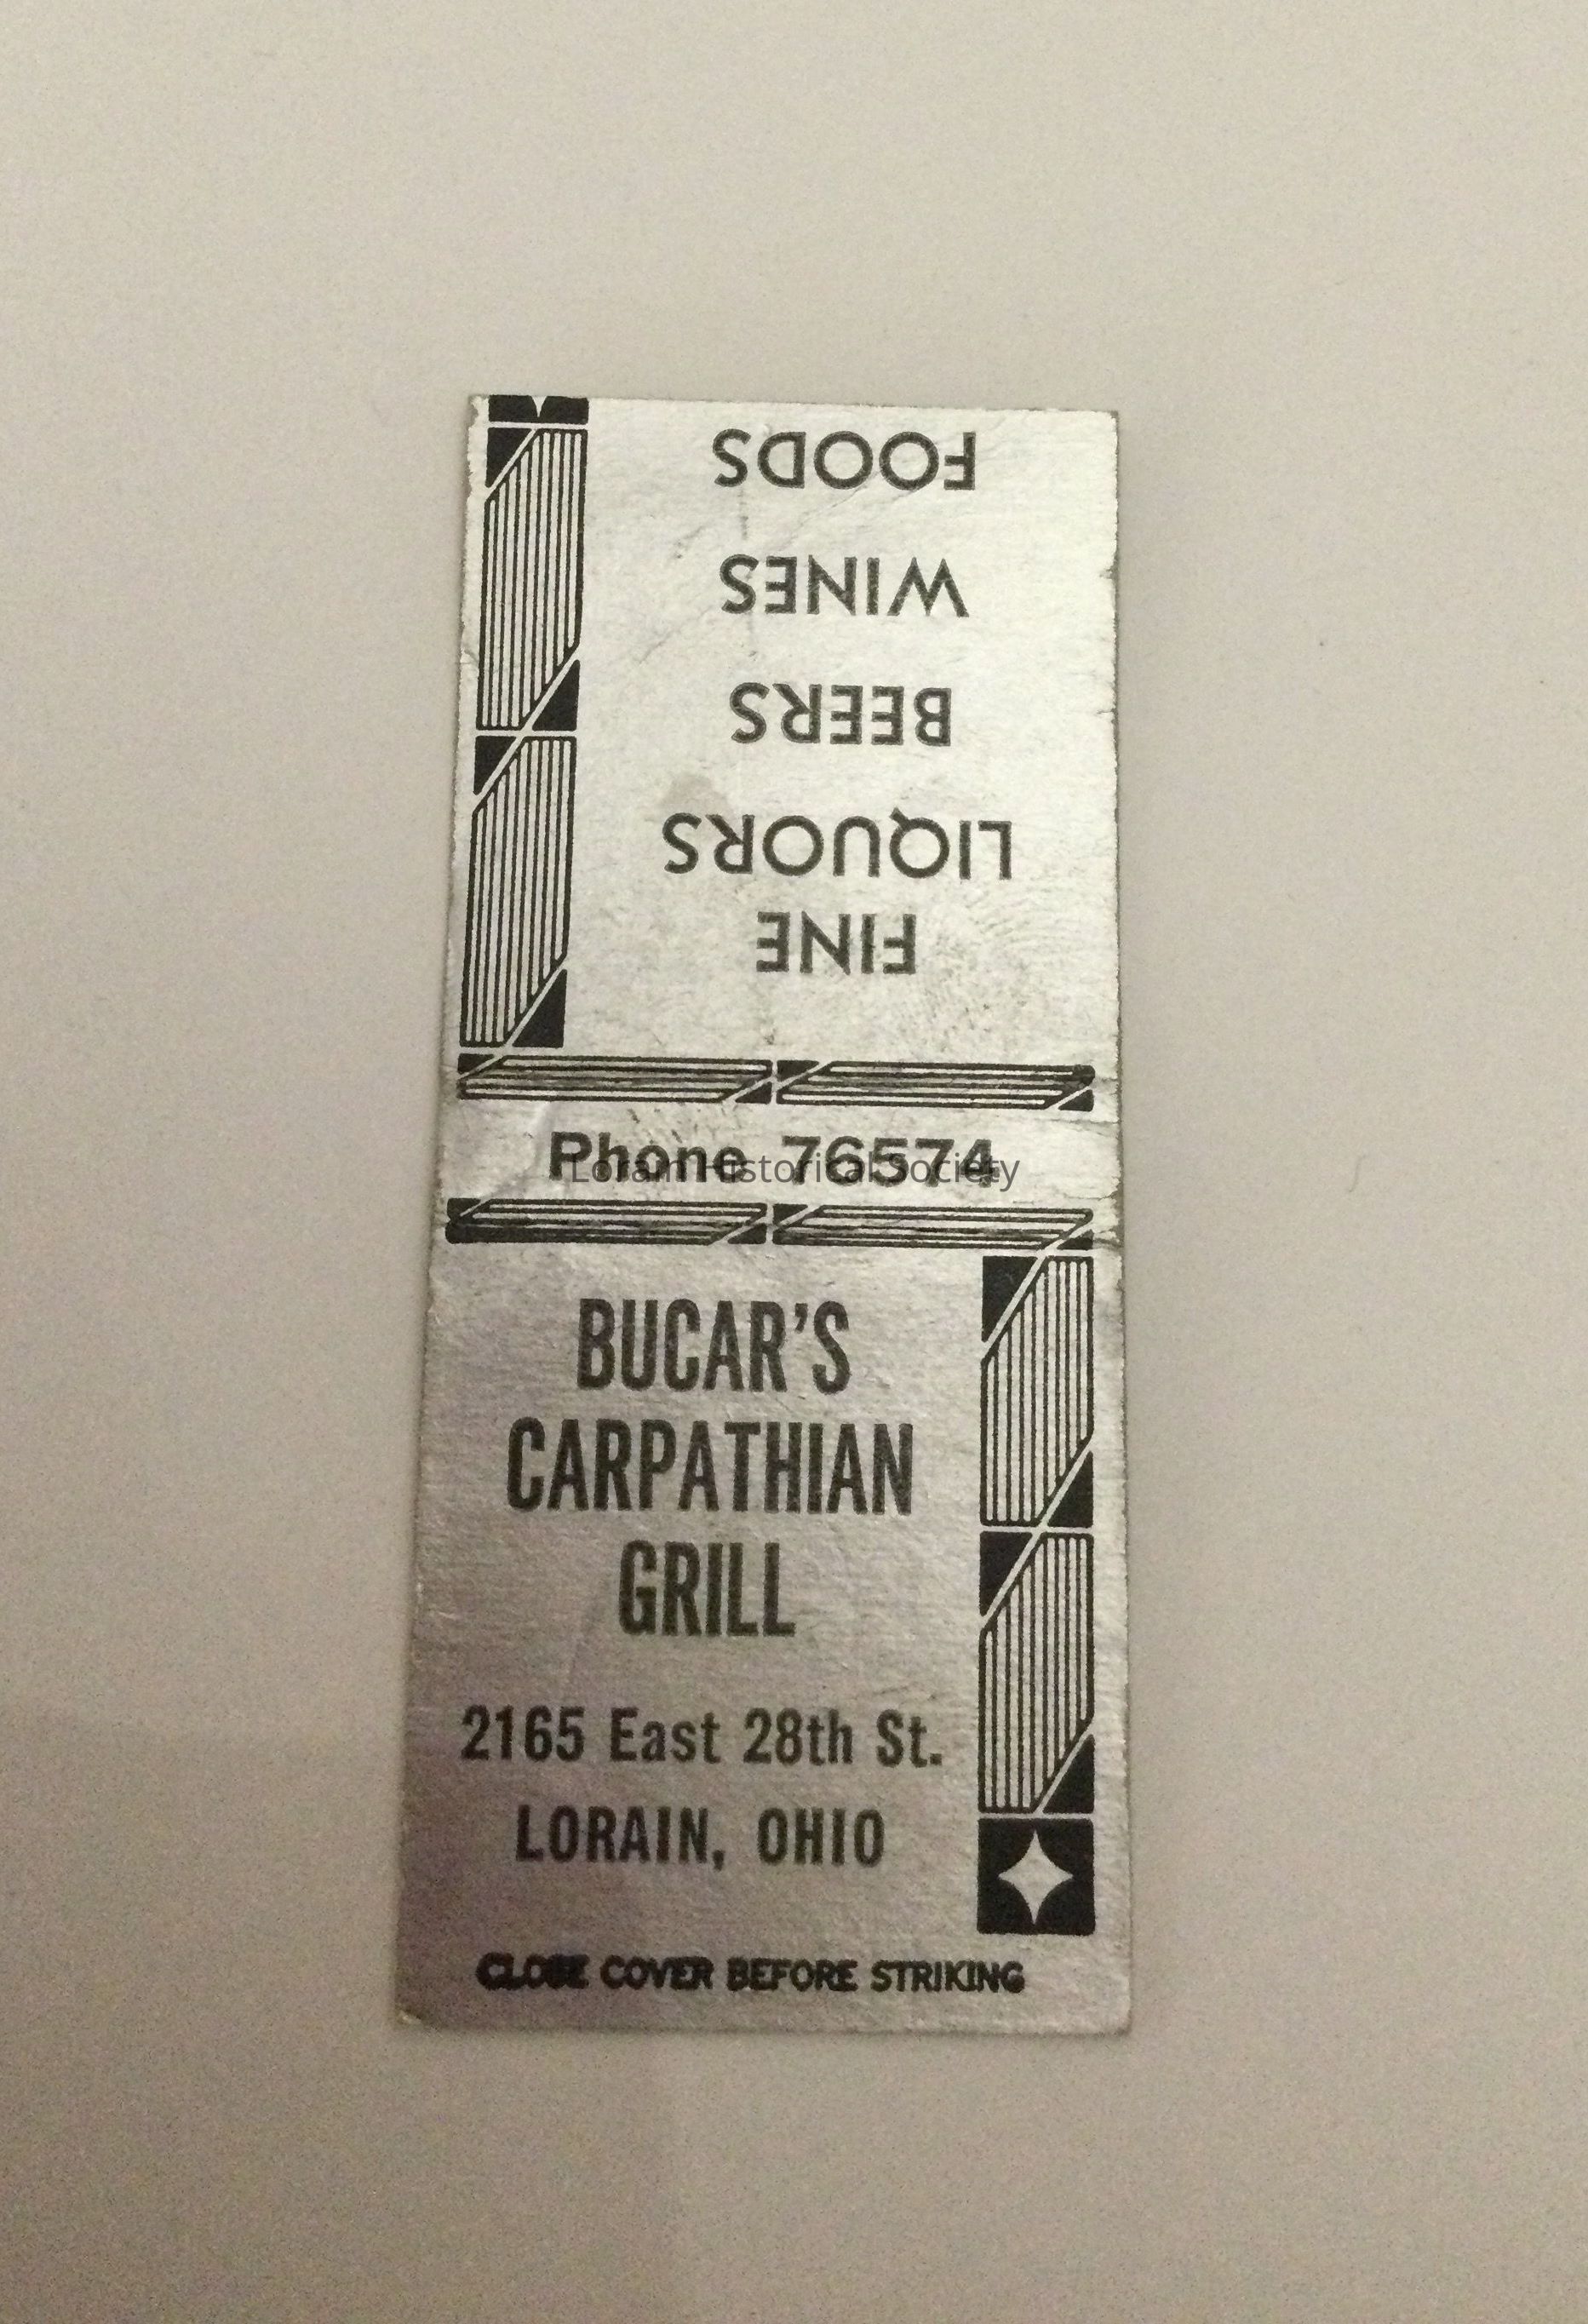 FINE
LIQUORS
BEERS
WINES
FOODS
Phone 76574
Lorain Historical Society
BUCAR'S
CARPATHIAN
GRILL
2165 East 28th St.
LORAIN, OHIO
CLOSE COVER BEFORE STRIKING